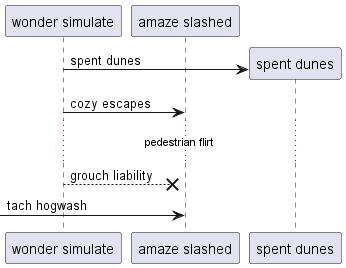 wonder simulate
amaze slashed
spent dunes
spent dunes
cozy escapes
pedestrian flirt
grouch liability
tach hogwash
wonder simulate
amaze slashed
spent dunes